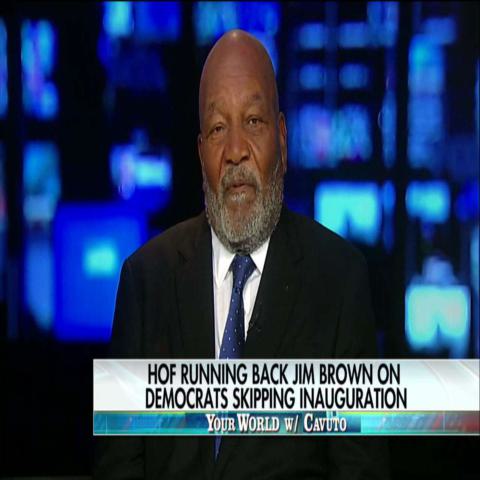 HOF RUNNING BACK JIM BROWN ON
DEMOCRATS SKIPPING INAUGURATION
YOUR WORLD W/ CAVUTO